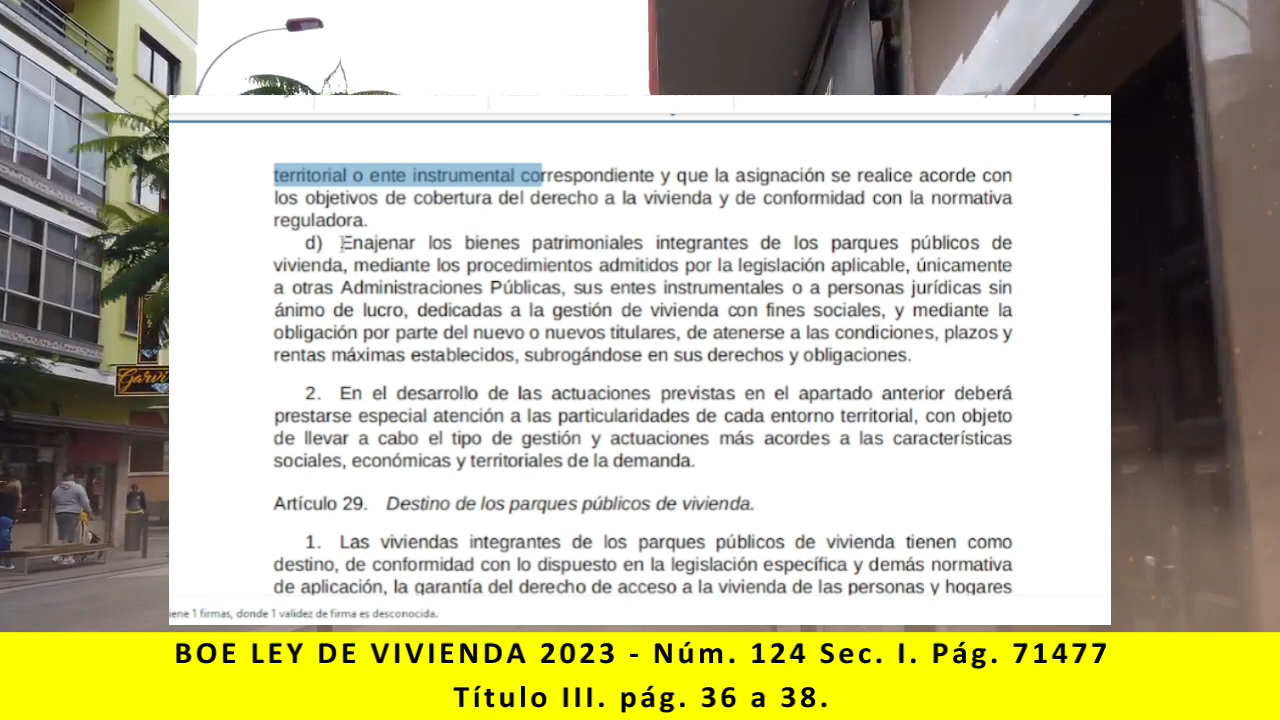 territorial o ente instrumental correspondiente y que la asignación se realice acorde con
los objetivos de cobertura del derecho a la vivienda y de conformidad con la normativa
reguladora.
d) Enajenar los bienes patrimoniales integrantes de los parques públicos de
vivienda, mediante los procedimientos admitidos por la legislación aplicable, únicamente
a otras Administraciones Públicas, sus entes instrumentales o a personas jurídicas sin
ánimo de lucro, dedicadas a la gestión de vivienda con fines sociales, y mediante la
obligación por parte del nuevo o nuevos titulares, de atenerse a las condiciones, plazos y
rentas máximas establecidos, subrogándose en sus derechos y obligaciones.
2. En el desarrollo de las actuaciones previstas en el apartado anterior deberá
prestarse especial atención a las particularidades de cada entorno territorial, con objeto
de llevar a cabo el tipo de gestión y actuaciones más acordes a las características
sociales, económicas y territoriales de la demanda.
Artículo 29. Destino de los parques públicos de vivienda.
1. Las viviendas integrantes de los parques públicos de vivienda tienen como
destino, de conformidad con lo dispuesto en la legislación específica y demás normativa
de aplicación, la garantía del derecho de acceso a la vivienda de las personas y hogares
iene 1 firmas, donde 1 validez de firma es desconocida.
Garvi
BOE LEY DE VIVIENDA 2023 - Núm. 124 Sec. I. Pág. 71477
Título III. pág. 36 a 38.